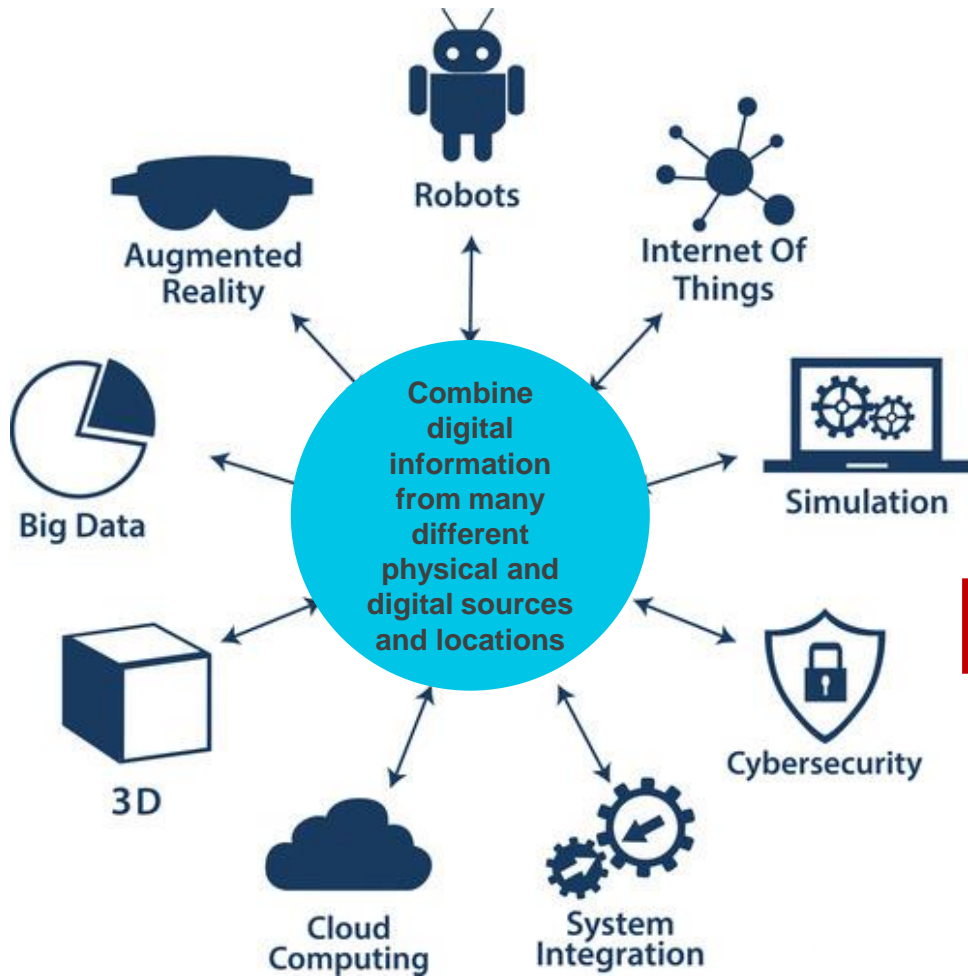 Robots
Augmented
Reality
Internet Of
Things
Combine
digital
information
from many
different
physical and
digital sources
and locations
Big Data
Simulation
3D
Cybersecurity
Cloud
Computing
System
Integration